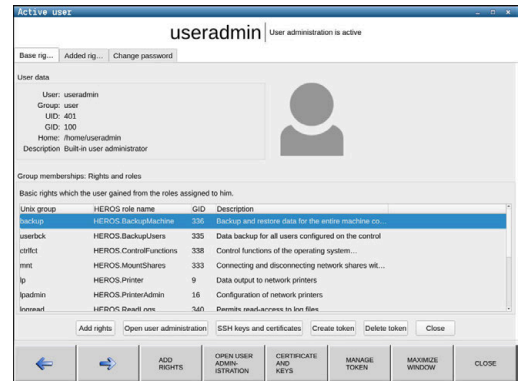 Active user
useradmin User administration is active
Base rig... Added rig... Change password
User data
User: useradmin
Group: user
UID: 401
GID: 100
Home: /home/useradmin
Description Built-in user administrator
Group memberships: Rights and roles
Basic rights which the user gained from the roles assigned to him.
Unix group HEROS role name GID Description
backup HEROS.BackupMachine 336 Backup and restore data for the entire machine co...
userbck HEROS.BackupUsers 335 Data backup for all users configured on the control
ctrlfct HEROS.ControlFunctions 338 Control functions of the operating system...
mnt HEROS.MountShares 333 Connecting and disconnecting network shares wit...
lp HEROS.Printer 9 Data output to network printers
lpadmin HEROS.PrinterAdmin 16 Configuration of network printers
logread HEROS.ReadLogs 340 Permits read-access to log files
Add rights Open user administration SSH keys and certificates Create token Delete token Close
ADD RIGHTS
OPEN USER ADMIN- ISTRATION
CERTIFICATE AND KEYS
MANAGE TOKEN
MAXIMIZE WINDOW
CLOSE